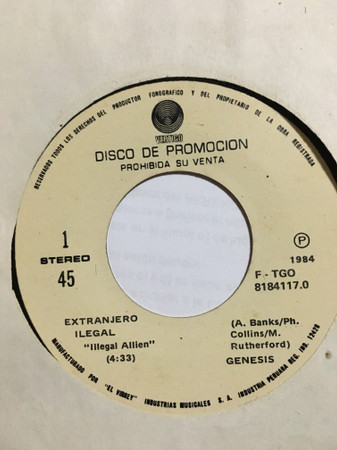 RESERVADOS TODOS LOS DERECHOS DEL PRODUCTOR FONOGRAFICO Y DEL PROPIETARIO DE LA OBRA REGISTRADA
VERTIGO
DISCO DE PROMOCION
PROHIBIDA SU VENTA
1
STEREO
45
P
1984
F - TGO
8184117.0
EXTRANJERO
ILEGAL
"Illegal Allien"
(4:33)
(A. Banks/Ph.
Collins/M.
Rutherford)
GENESIS
MANUFACTURADO POR "EL VIRREY" INDUSTRIAS MUSICALES S. A. INDUSTRIA PERUANA REG. IND. 12428